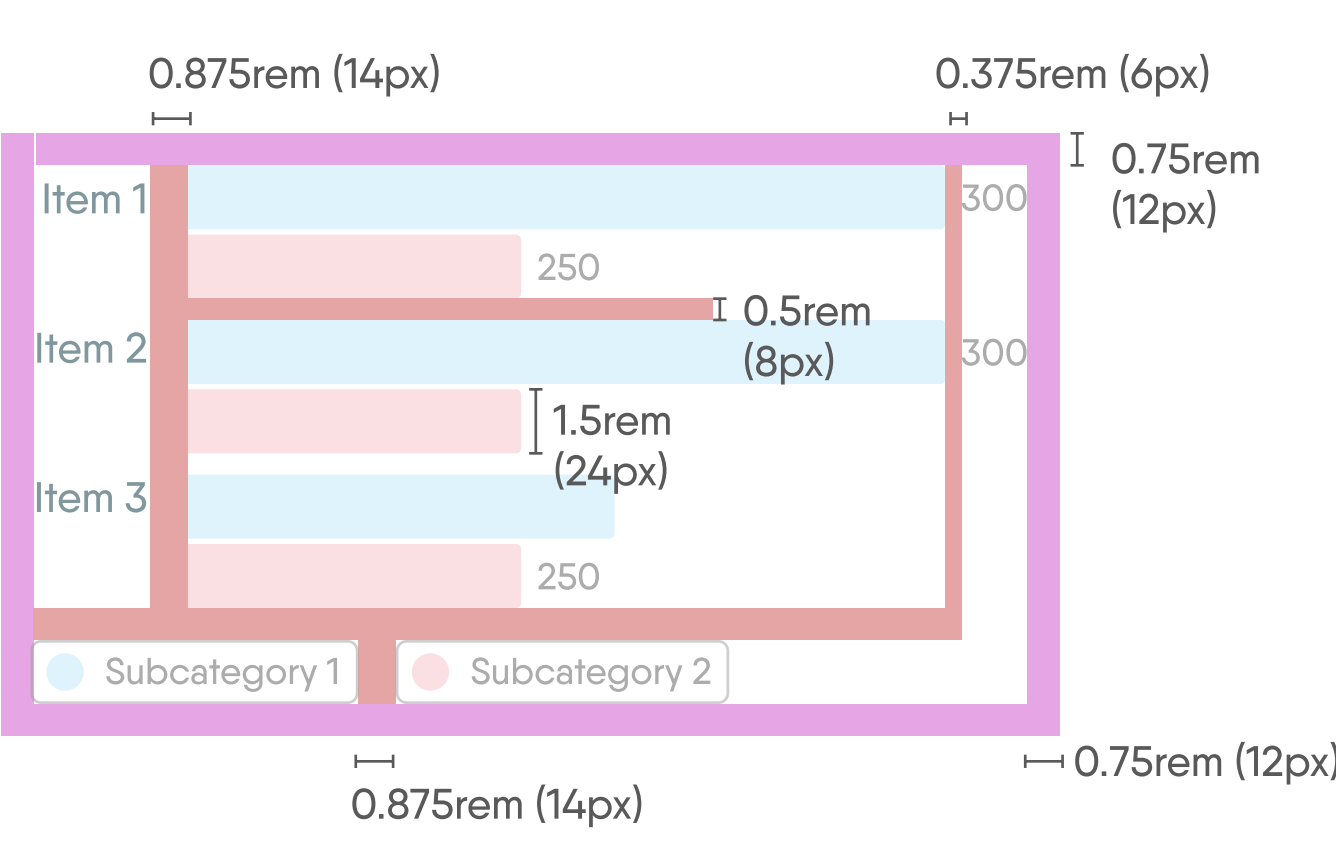 0.875rem (14px)
0.375rem (6px)
0.75rem
(12px)
Item 1
300
250
0.5rem
(8px)
Item 2
300
1.5rem
(24px)
Item 3
250
Subcategory 1
Subcategory 2
0.75rem (12px)
0.875rem (14px)